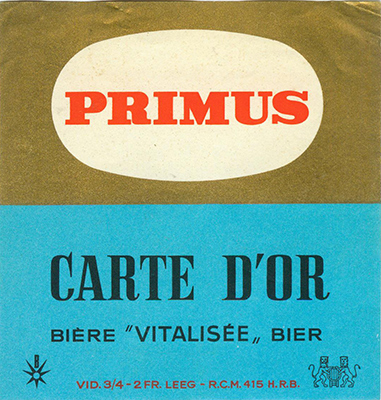 PRIMUS
CARTE D'OR
BIÈRE "VITALISÉE„ BIER
VID. 3/4 - 2 FR. LEEG - R.C.M. 415 H.R.B.